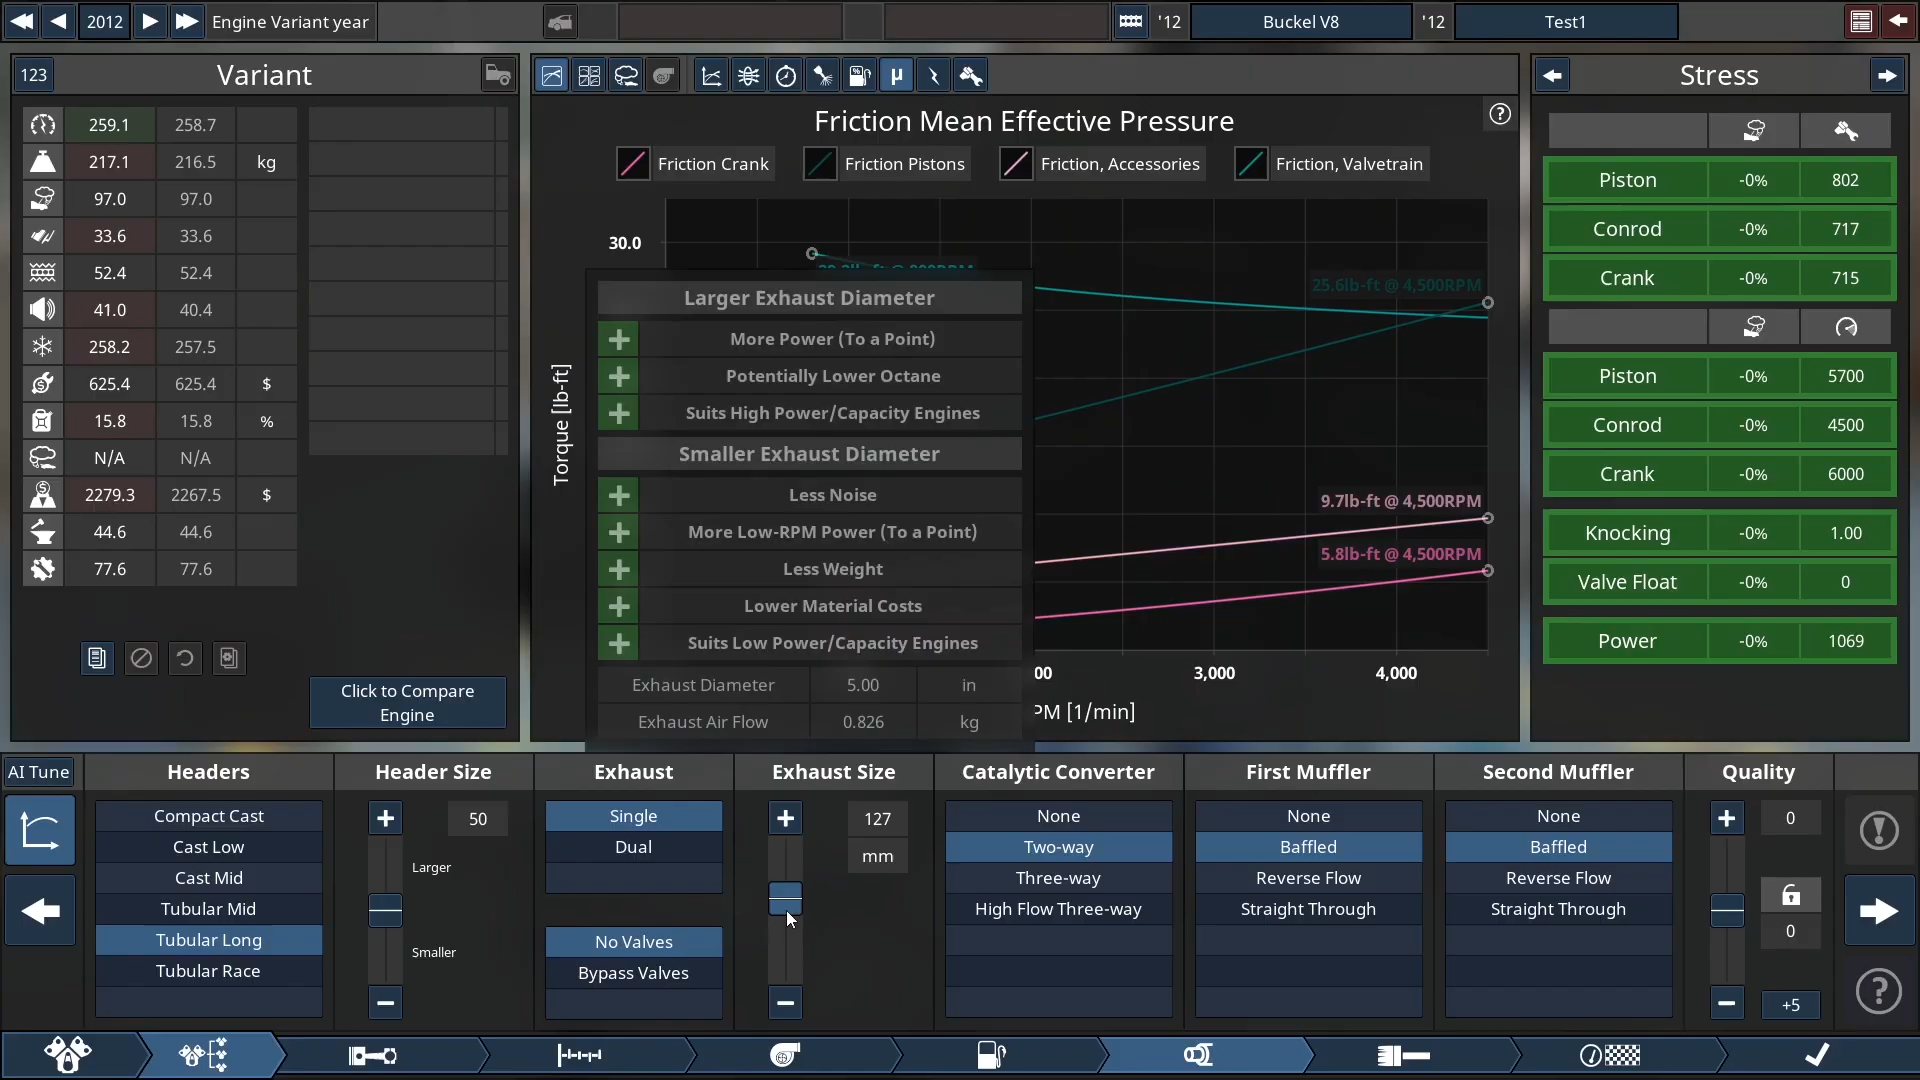 2012 Engine Variant year '12 Buckel V8 '12 Test1
123 Variant
259.1 258.7
217.1 216.5 kg
97.0 97.0
33.6 33.6
52.4 52.4
41.0 40.4
258.2 257.5
625.4 625.4 $
15.8 15.8 %
N/A N/A
2279.3 2267.5 $
44.6 44.6
77.6 77.6
Click to Compare
Engine
µ
Friction Mean Effective Pressure
?
Friction Crank Friction Pistons Friction, Accessories Friction, Valvetrain
Torque [lb-ft]
30.0
25.6lb-ft @ 4,500RPM
9.7lb-ft @ 4,500RPM
5.8lb-ft @ 4,500RPM
00 3,000 4,000
PM [1/min]
Larger Exhaust Diameter
+ More Power (To a Point)
+ Potentially Lower Octane
+ Suits High Power/Capacity Engines
Smaller Exhaust Diameter
+ Less Noise
+ More Low-RPM Power (To a Point)
+ Less Weight
+ Lower Material Costs
+ Suits Low Power/Capacity Engines
Exhaust Diameter 5.00 in
Exhaust Air Flow 0.826 kg
Stress
Piston -0% 802
Conrod -0% 717
Crank -0% 715
Piston -0% 5700
Conrod -0% 4500
Crank -0% 6000
Knocking -0% 1.00
Valve Float -0% 0
Power -0% 1069
AI Tune
Headers
Compact Cast
Cast Low
Cast Mid
Tubular Mid
Tubular Long
Tubular Race
Header Size
+ 50
Larger
Smaller
−
Exhaust
Single
Dual
No Valves
Bypass Valves
Exhaust Size
+ 127
mm
−
Catalytic Converter
None
Two-way
Three-way
High Flow Three-way
First Muffler
None
Baffled
Reverse Flow
Straight Through
Second Muffler
None
Baffled
Reverse Flow
Straight Through
Quality
+ 0
0
− +5
!
?